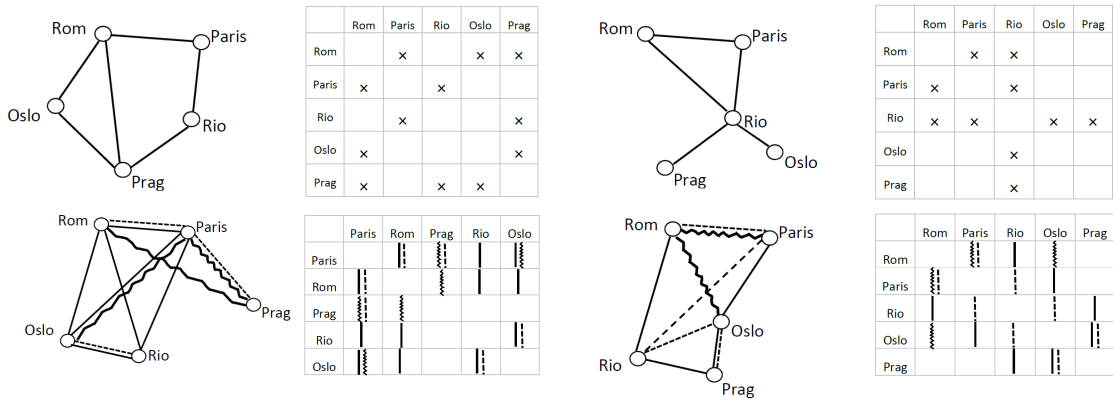 Rom
Paris
Oslo
Rio
Prag
Rom Paris Rio Oslo Prag
Rom × × ×
Paris × ×
Rio × ×
Oslo × ×
Prag × × ×
Rom
Paris
Rio
Oslo
Prag
Rom Paris Rio Oslo Prag
Rom × ×
Paris × ×
Rio × × × ×
Oslo ×
Prag ×
Rom
Paris
Prag
Oslo
Rio
Paris Rom Prag Rio Oslo
Paris
Rom
Prag
Rio
Oslo
Rom
Paris
Oslo
Rio
Prag
Rom Paris Rio Oslo Prag
Rom
Paris
Rio
Oslo
Prag